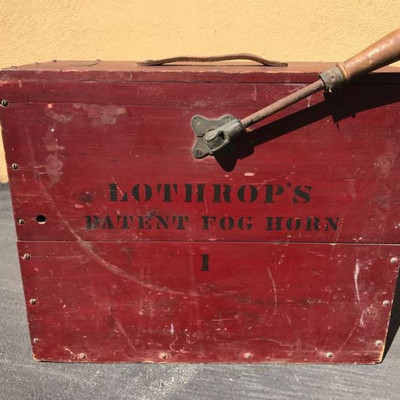 LOTHROP'S
PATENT FOG HORN
1